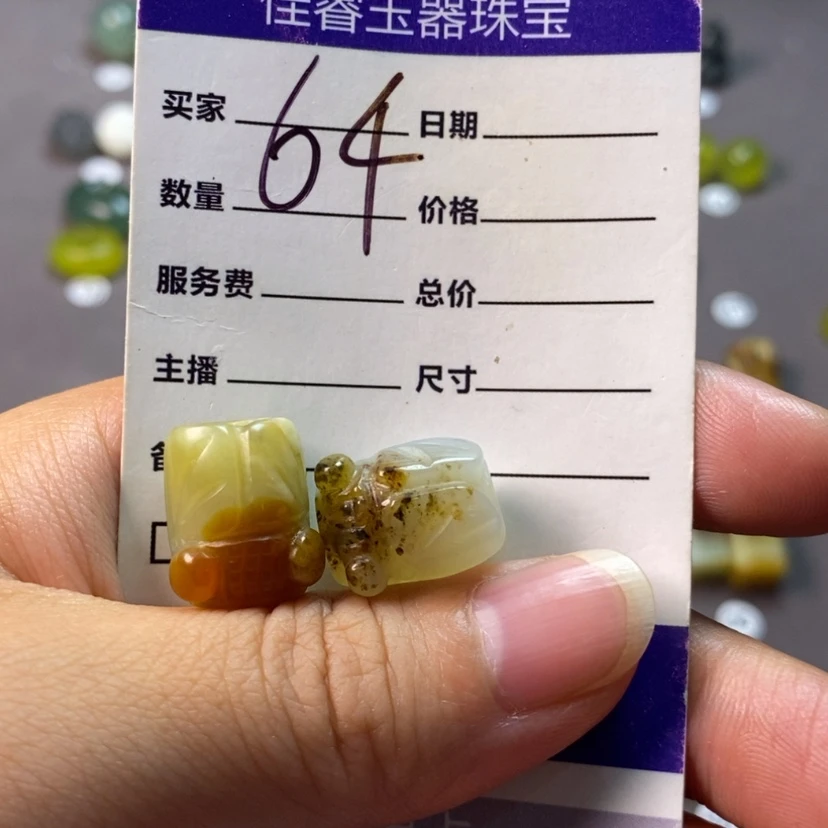 佳睿玉器珠宝
64
买家 日期
数量 价格
服务费 总价
主播 尺寸